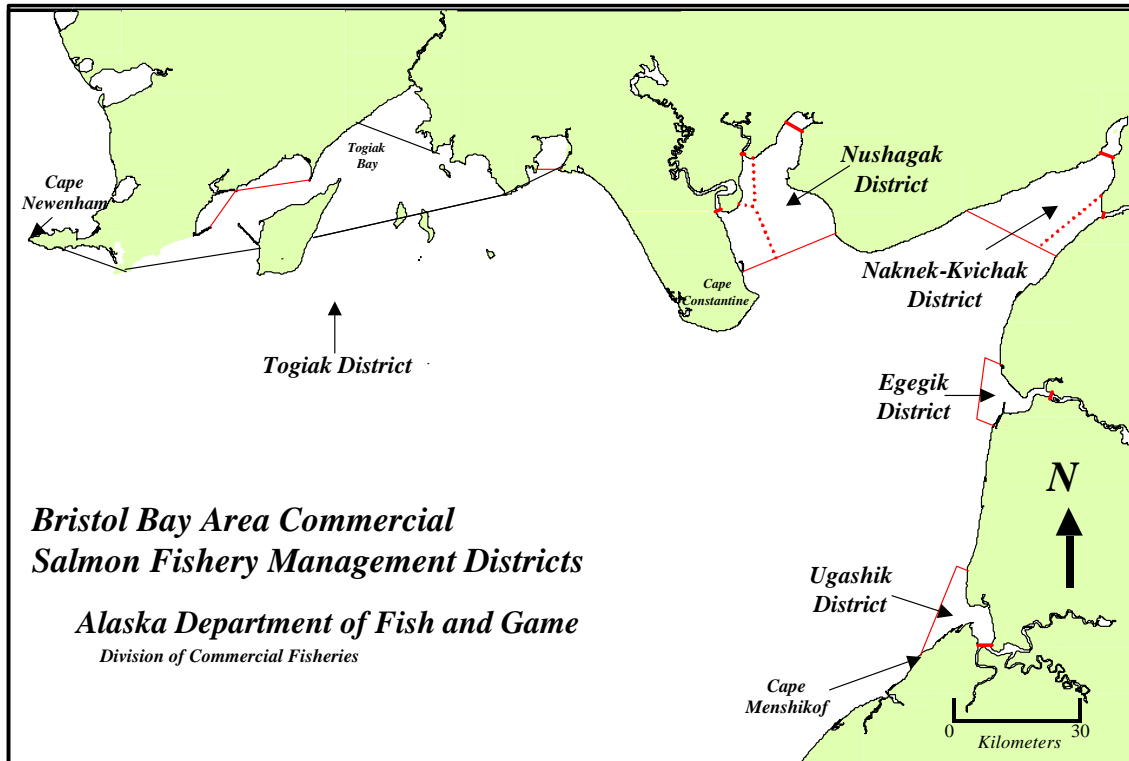 Togiak
Bay
Cape
Newenham
Nushagak
District
Naknek-Kvichak
District
Cape
Constantine
Togiak District
Egegik
District
N
Bristol Bay Area Commercial
Salmon Fishery Management Districts
Ugashik
District
Alaska Department of Fish and Game
Division of Commercial Fisheries
Cape
Menshikof
0
30
Kilometers